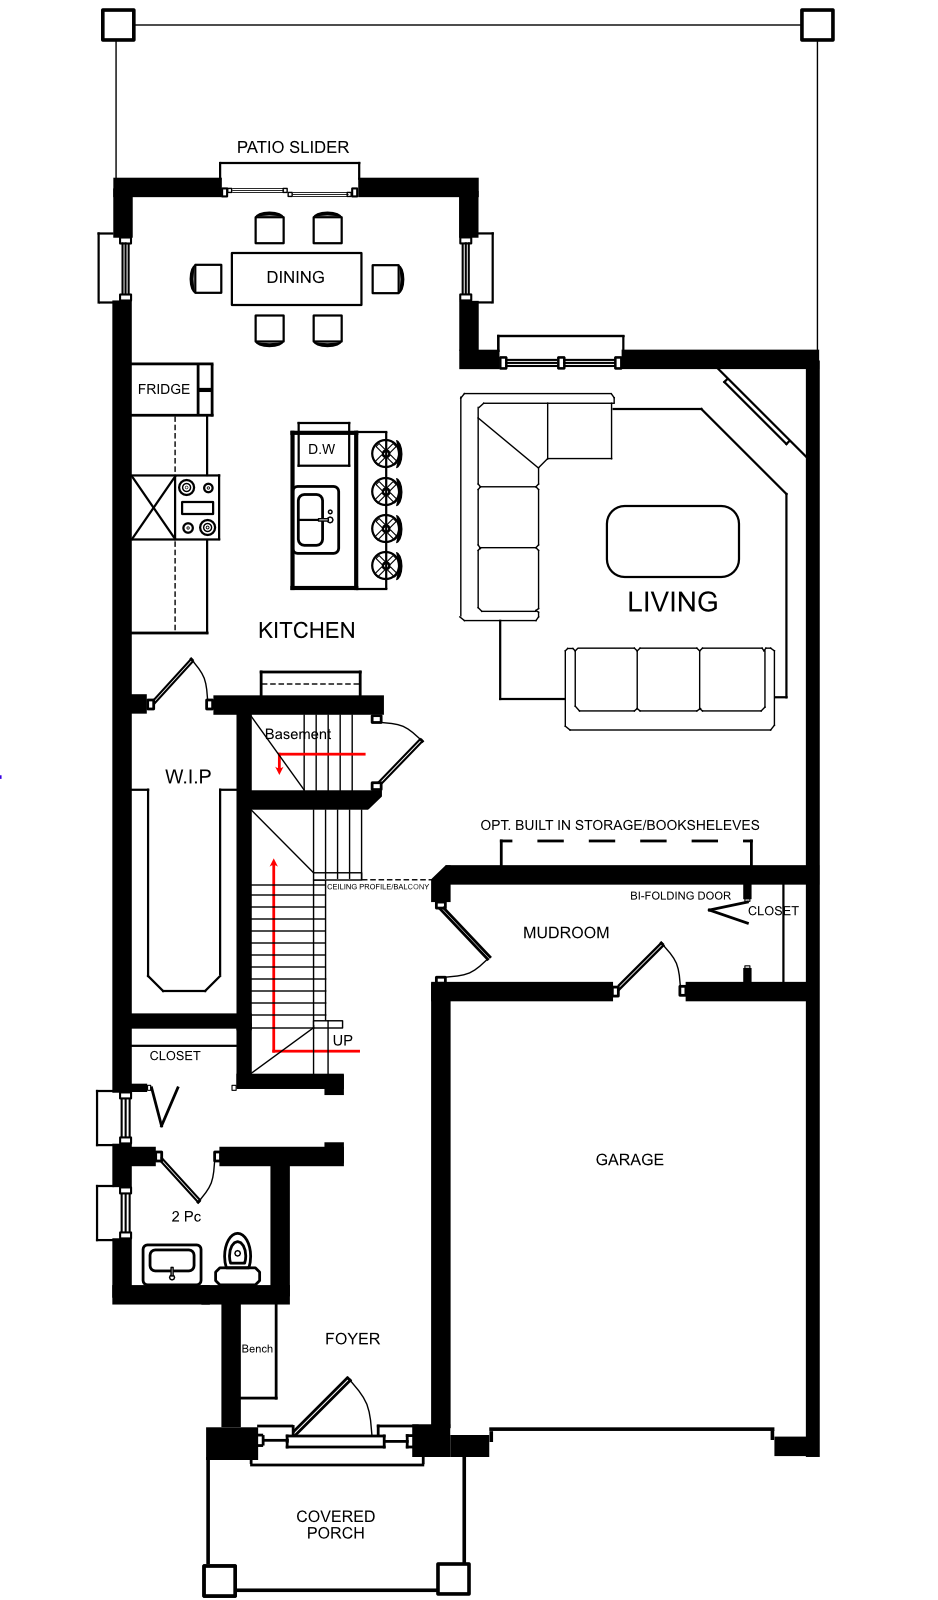 PATIO SLIDER
DINING
FRIDGE
D.W
LIVING
KITCHEN
Basement
W.I.P
OPT. BUILT IN STORAGE/BOOKSHELEVES
CEILING PROFILE/BALCONY
BI-FOLDING DOOR
CLOSET
MUDROOM
UP
CLOSET
GARAGE
2 Pc
FOYER
Bench
COVERED
PORCH